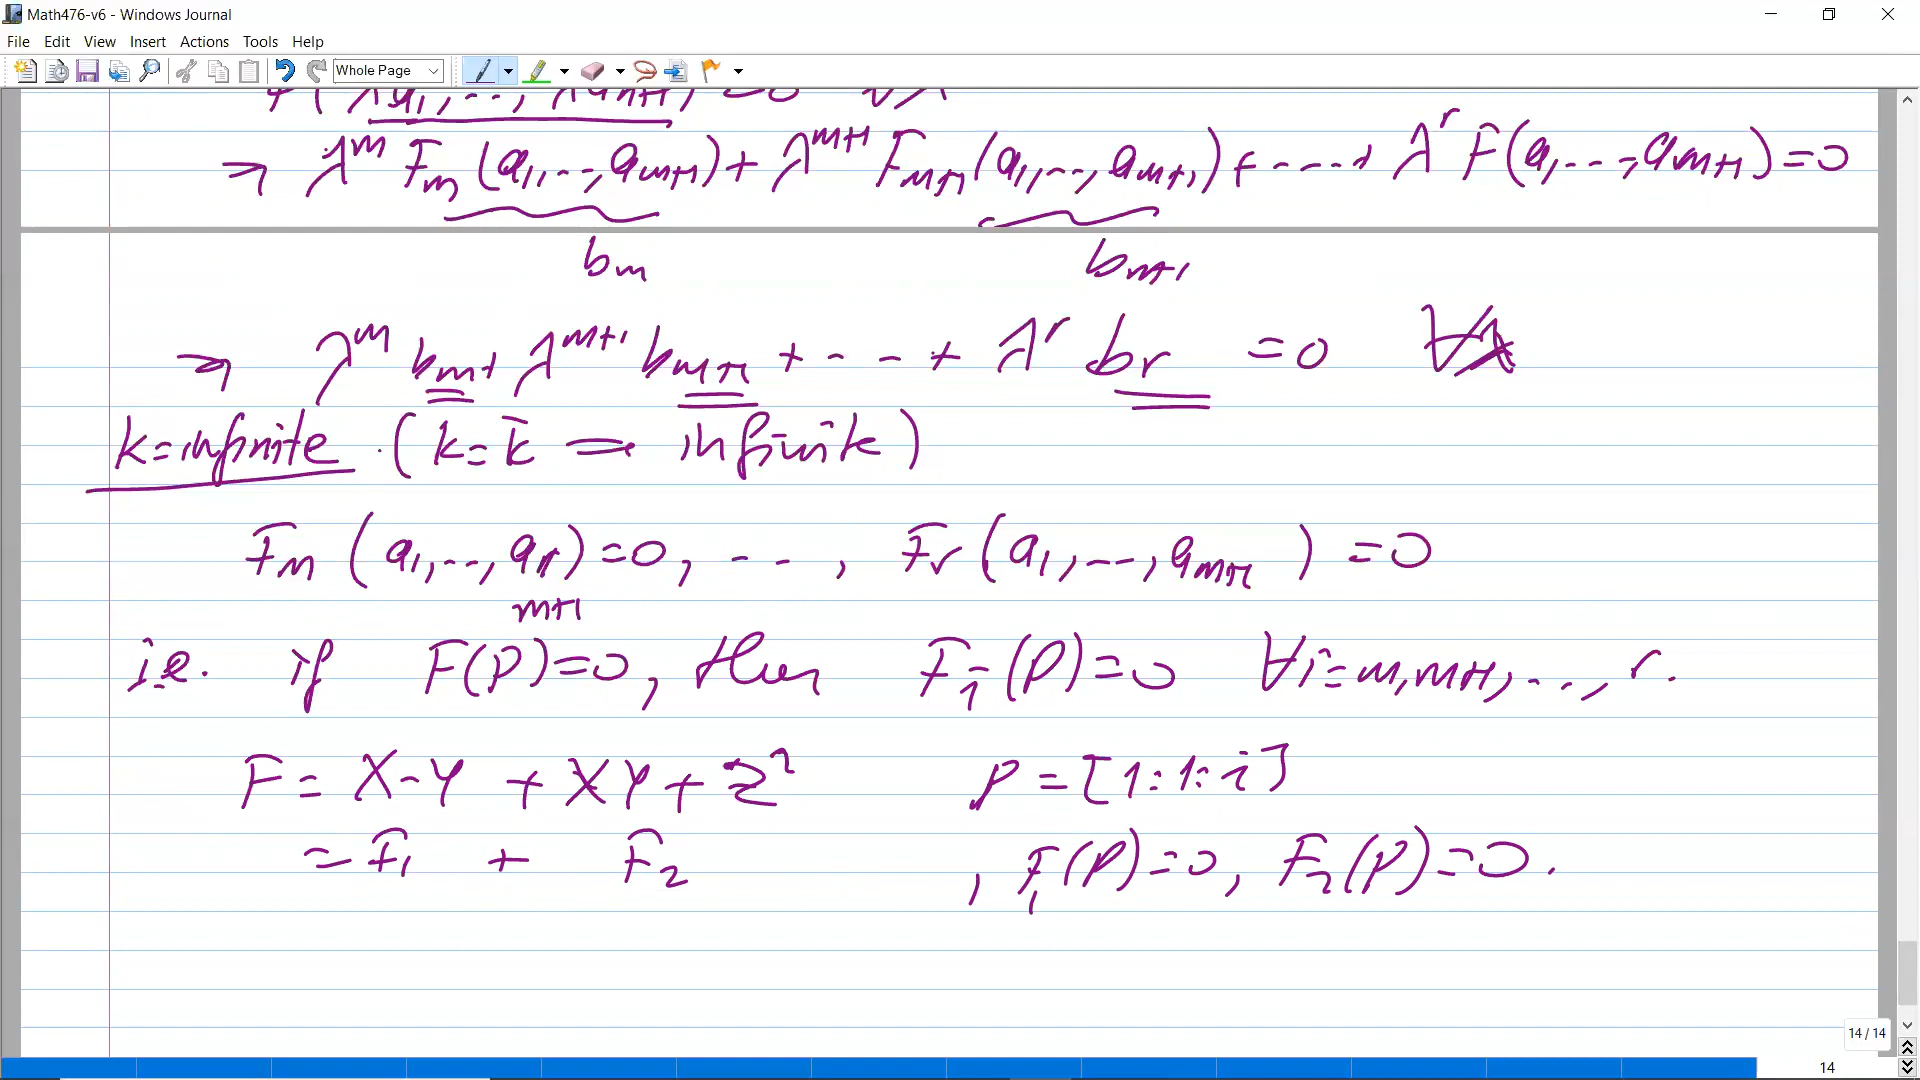 Math476-v6 - Windows Journal
File Edit View Insert Actions Tools Help
Whole Page
⇒ λ^m F_m (a_1,..,a_{m+1}) + λ^{m+1} F_{m+1} (a_1,..,a_{m+1}) + ---- + λ^r F(a_1...,a_{m+1}) = 0
b_m b_{m+1}
⇒ λ^m b_m + λ^{m+1} b_{m+1} + - - + λ^r b_r = 0 ∀λ
k=infinite . ( k=k̄ ⇒ infinite )
F_m (a_1,..,a_n) = 0, -- , F_r (a_1,..,a_{m+1}) = 0
m+1
i.e. if F(P)=0, then F_i(P)=0 ∀i=m,m+1,..., r.
F = X-Y + XY + Z^2 P = [1:1:i]
= F_1 + F_2 , F_1(P)=0, F_2(P)=0.
14 / 14
14